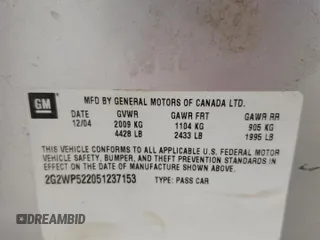 GM
MFD BY GENERAL MOTORS OF CANADA LTD.
DATE GVWR GAWR FRT GAWR RR
12/04 2009 KG 1104 KG 905 KG
4428 LB 2433 LB 1995 LB
THIS VEHICLE CONFORMS TO ALL APPLICABLE U.S. FEDERAL MOTOR
VEHICLE SAFETY, BUMPER, AND THEFT PREVENTION STANDARDS
IN EFFECT ON THE DATE OF MANUFACTURE SHOWN ABOVE.
2G2WP522051237153 TYPE: PASS CAR
AUTOBIDMASTER